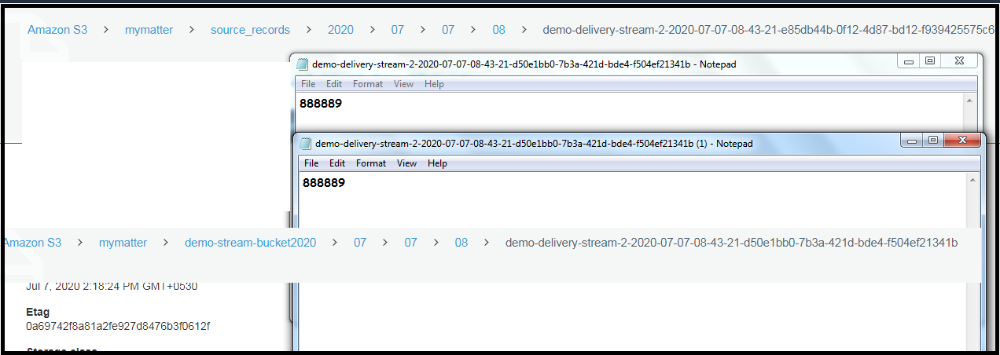 Amazon S3 > mymatter > source_records > 2020 > 07 > 07 > 08 > demo-delivery-stream-2-2020-07-07-08-43-21-e85db44b-0f12-4d87-bd12-f939425575c6
demo-delivery-stream-2-2020-07-07-08-43-21-d50e1bb0-7b3a-421d-bde4-f504ef21341b - Notepad
File Edit Format View Help
888889
demo-delivery-stream-2-2020-07-07-08-43-21-d50e1bb0-7b3a-421d-bde4-f504ef21341b (1) - Notepad
File Edit Format View Help
888889
Amazon S3 > mymatter > demo-stream-bucket2020 > 07 > 07 > 08 > demo-delivery-stream-2-2020-07-07-08-43-21-d50e1bb0-7b3a-421d-bde4-f504ef21341b
Jul 7, 2020 2:18:24 PM GMT+0530
Etag
0a69742f8a81a2fe927d8476b3f0612f
Storage class